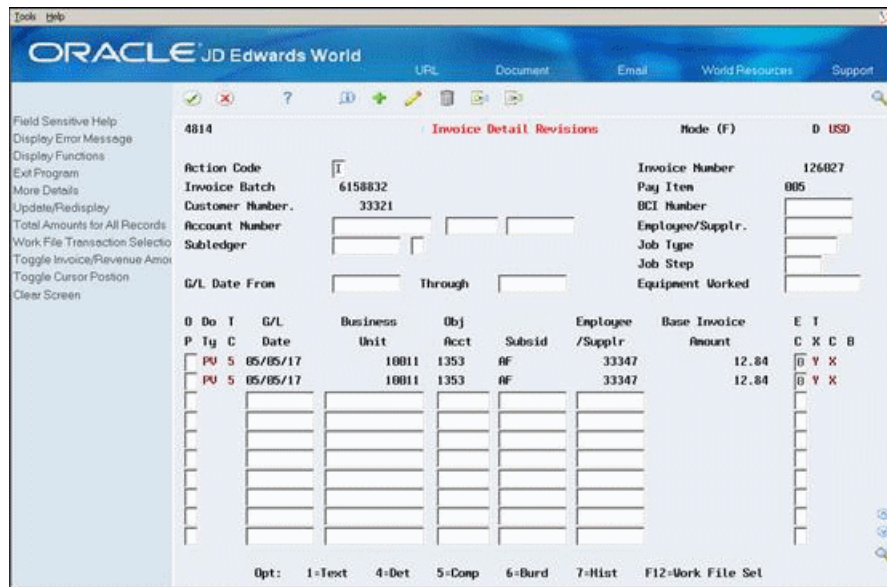 Tools Help
ORACLE JD Edwards World
URL Document Email World Resources Support
Field Sensitive Help
Display Error Message
Display Functions
Exit Program
More Details
Update/Redisplay
Total Amounts for All Records
Work File Transaction Selectio
Toggle Invoice/Revenue Amou
Toggle Cursor Postion
Clear Screen
4814 Invoice Detail Revisions Mode (F) D USD
Action Code I Invoice Number 126027
Invoice Batch 6158832 Pay Item 005
Customer Number. 33321 BCI Number
Account Number Employee/Supplr.
Subledger Job Type
Job Step
G/L Date From Through Equipment Worked
O Do T G/L Business Obj Employee Base Invoice E T
P Ty C Date Unit Acct Subsid /Supplr Amount C X C B
PV 5 05/05/17 10011 1353 AF 33347 12.84 0 Y X
PV 5 05/05/17 10011 1353 AF 33347 12.84 0 Y X
Opt: 1=Text 4=Det 5=Comp 6=Burd 7=Hist F12=Work File Sel